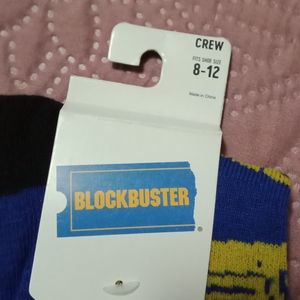 CREW
FITS SHOE SIZE
8-12
Made in China
BLOCKBUSTER